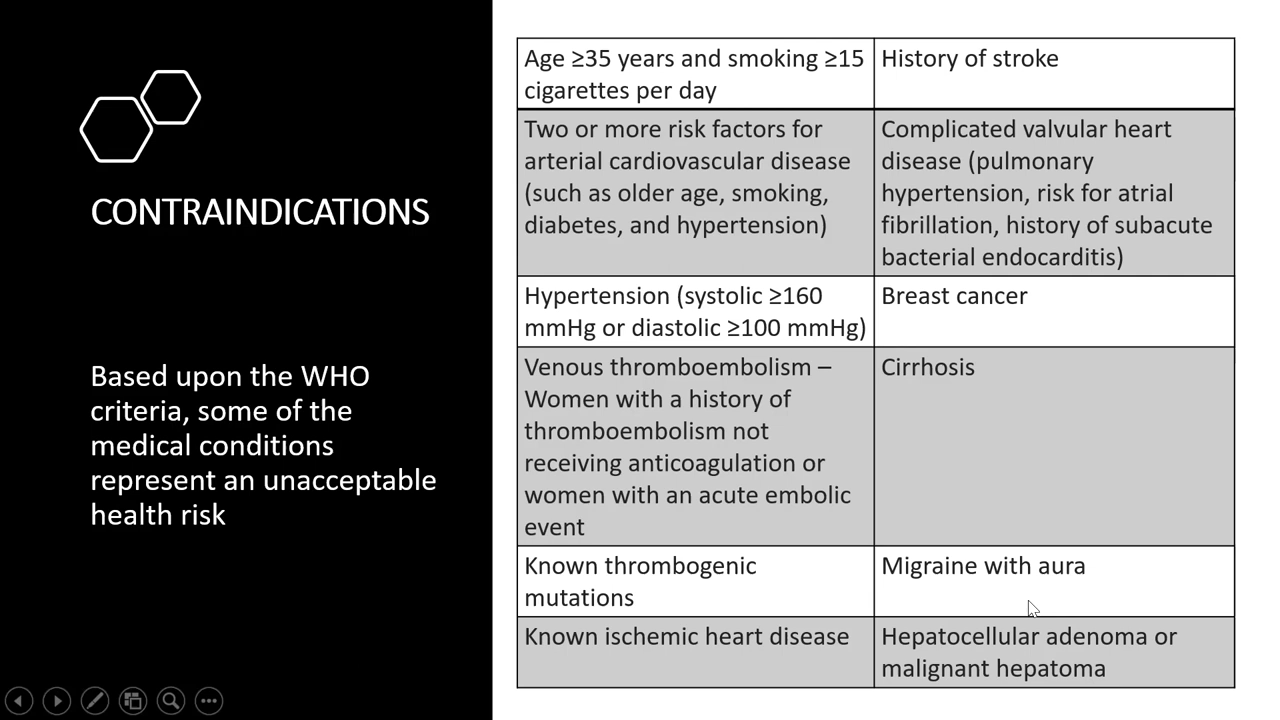 CONTRAINDICATIONS
Based upon the WHO
criteria, some of the
medical conditions
represent an unacceptable
health risk
Age ≥35 years and smoking ≥15
cigarettes per day
History of stroke
Two or more risk factors for
arterial cardiovascular disease
(such as older age, smoking,
diabetes, and hypertension)
Complicated valvular heart
disease (pulmonary
hypertension, risk for atrial
fibrillation, history of subacute
bacterial endocarditis)
Hypertension (systolic ≥160
mmHg or diastolic ≥100 mmHg)
Breast cancer
Venous thromboembolism –
Women with a history of
thromboembolism not
receiving anticoagulation or
women with an acute embolic
event
Cirrhosis
Known thrombogenic
mutations
Migraine with aura
Known ischemic heart disease
Hepatocellular adenoma or
malignant hepatoma